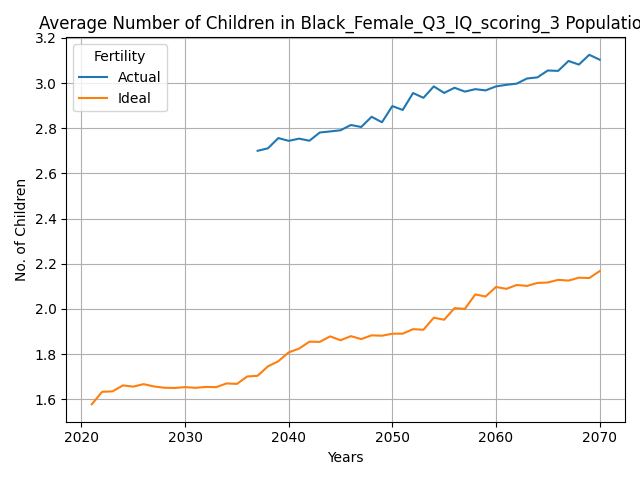 Average Number of Children in Black_Female_Q3_IQ_scoring_3 Populatio
3.2
3.0
2.8
2.6
2.4
2.2
2.0
1.8
1.6
No. of Children
Fertility
Actual
Ideal
2020
2030
2040
2050
2060
2070
Years